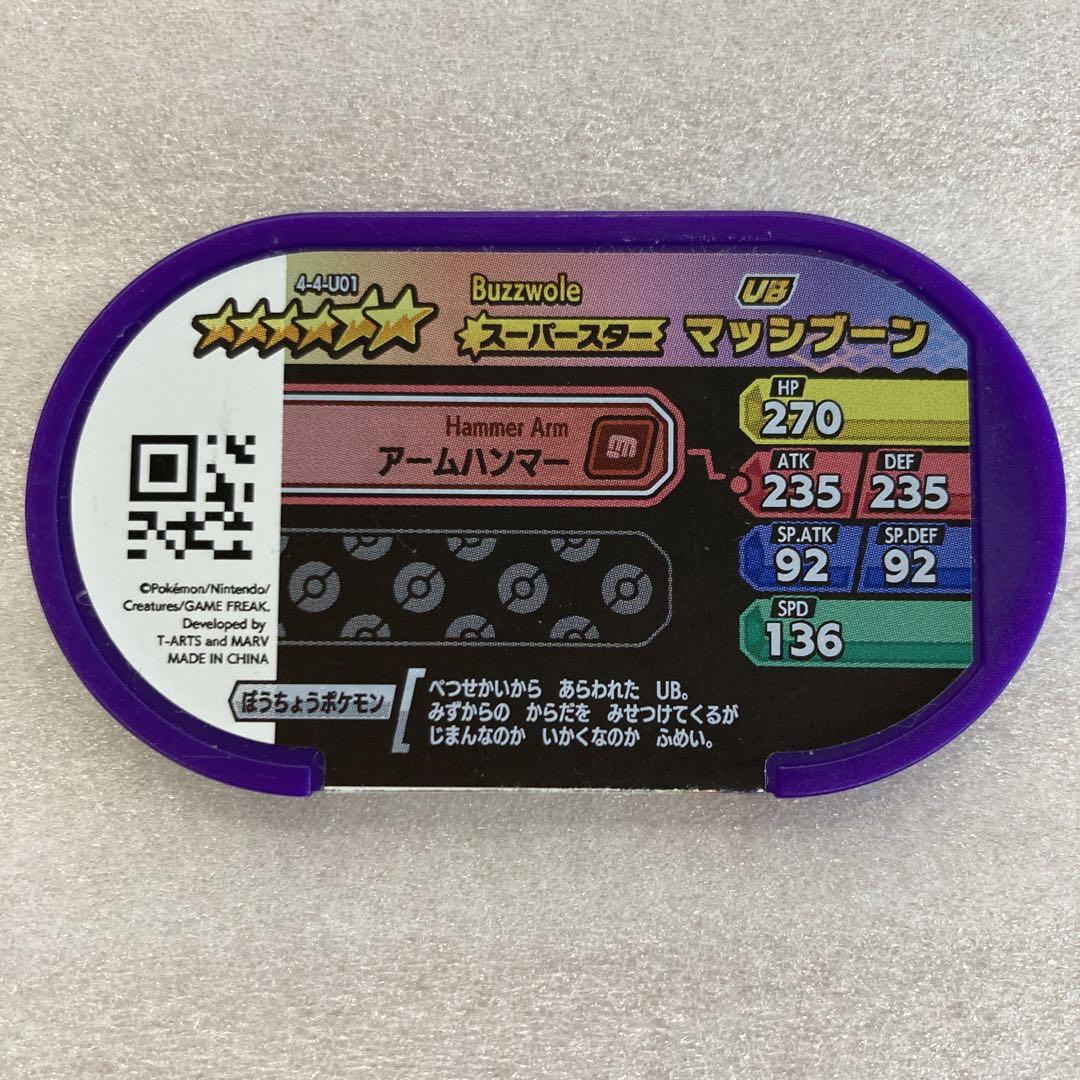 4-4-U01
Buzzwole
UB
スーパースター マッシブーン
Hammer Arm
アームハンマー
HP
270
ATK
235
DEF
235
SP.ATK
92
SP.DEF
92
SPD
136
©Pokémon/Nintendo/
Creatures/GAME FREAK.
Developed by
T-ARTS and MARV
MADE IN CHINA
ぼうちょうポケモン
べつせかいから あらわれた UB。
みずからの からだを みせつけてくるが
じまんなのか いかくなのか ふめい。